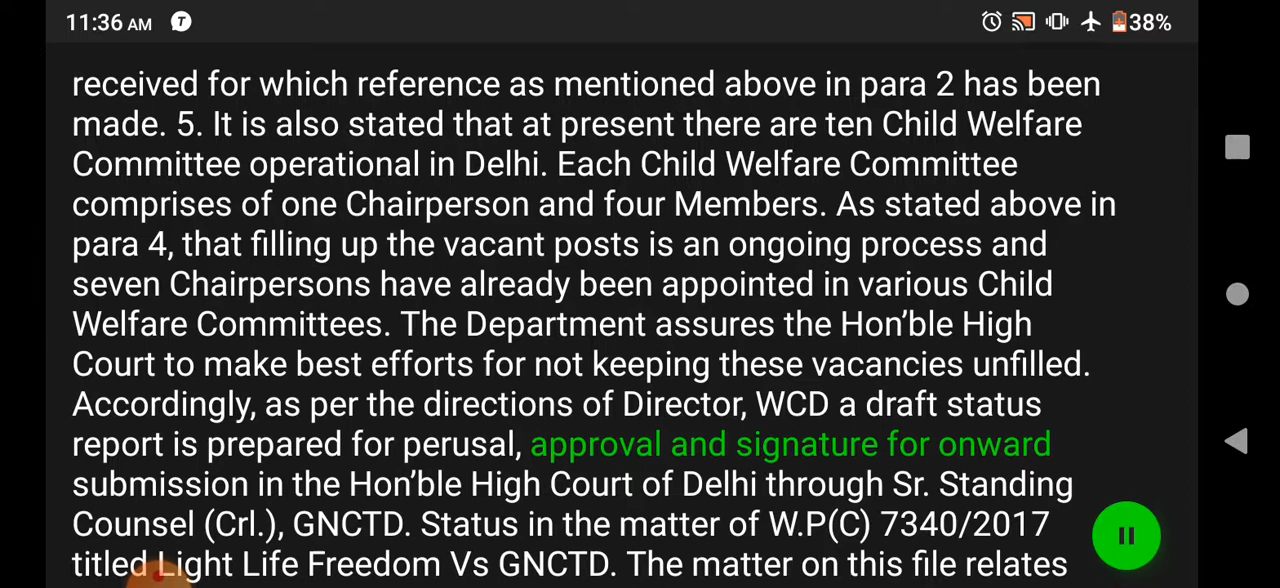 11:36 AM T 38%
received for which reference as mentioned above in para 2 has been
made. 5. It is also stated that at present there are ten Child Welfare
Committee operational in Delhi. Each Child Welfare Committee
comprises of one Chairperson and four Members. As stated above in
para 4, that filling up the vacant posts is an ongoing process and
seven Chairpersons have already been appointed in various Child
Welfare Committees. The Department assures the Hon’ble High
Court to make best efforts for not keeping these vacancies unfilled.
Accordingly, as per the directions of Director, WCD a draft status
report is prepared for perusal, approval and signature for onward
submission in the Hon’ble High Court of Delhi through Sr. Standing
Counsel (Crl.), GNCTD. Status in the matter of W.P(C) 7340/2017
titled Light Life Freedom Vs GNCTD. The matter on this file relates